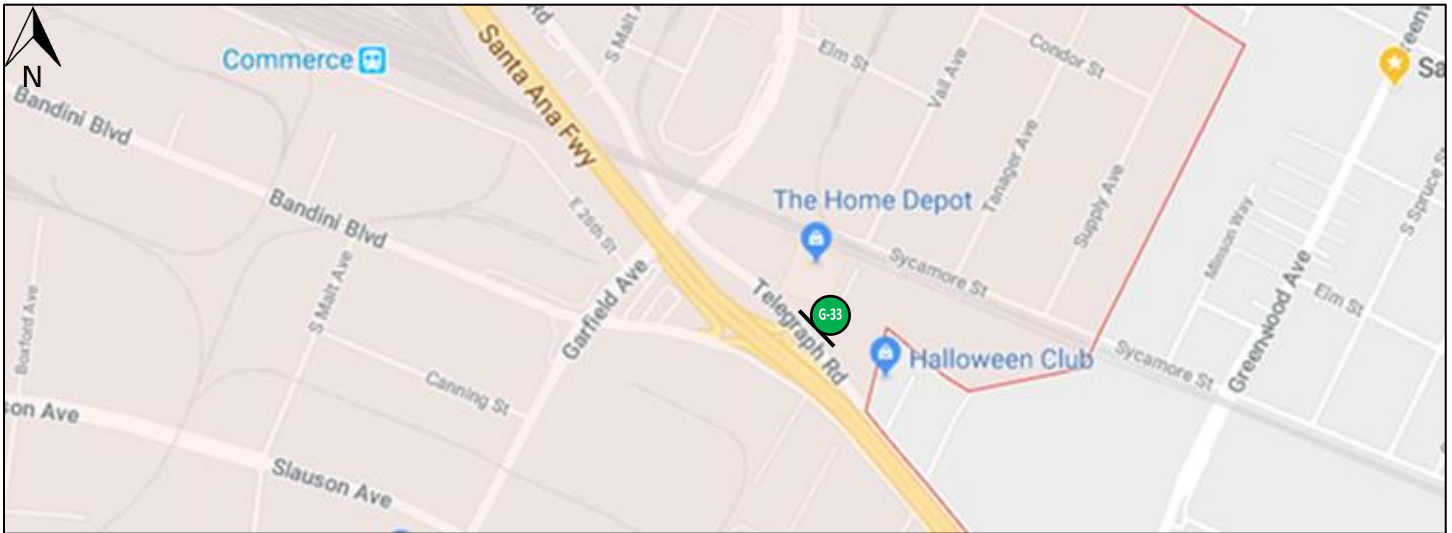 N
Commerce
Bandini Blvd
Santa Ana Fwy
Rd
S Malt A
Elm St
Vail Ave
Condor St
Sa
Tanager Ave
Supply Ave
S Spruce St
Minson Way
The Home Depot
Bandini Blvd
E 26th St
Sycamore St
Greenwood Ave
Elm St
S Malt Ave
Garfield Ave
Telegraph Rd
G-33
Boxford Ave
Halloween Club
Sycamore St
Canning St
son Ave
Slauson Ave